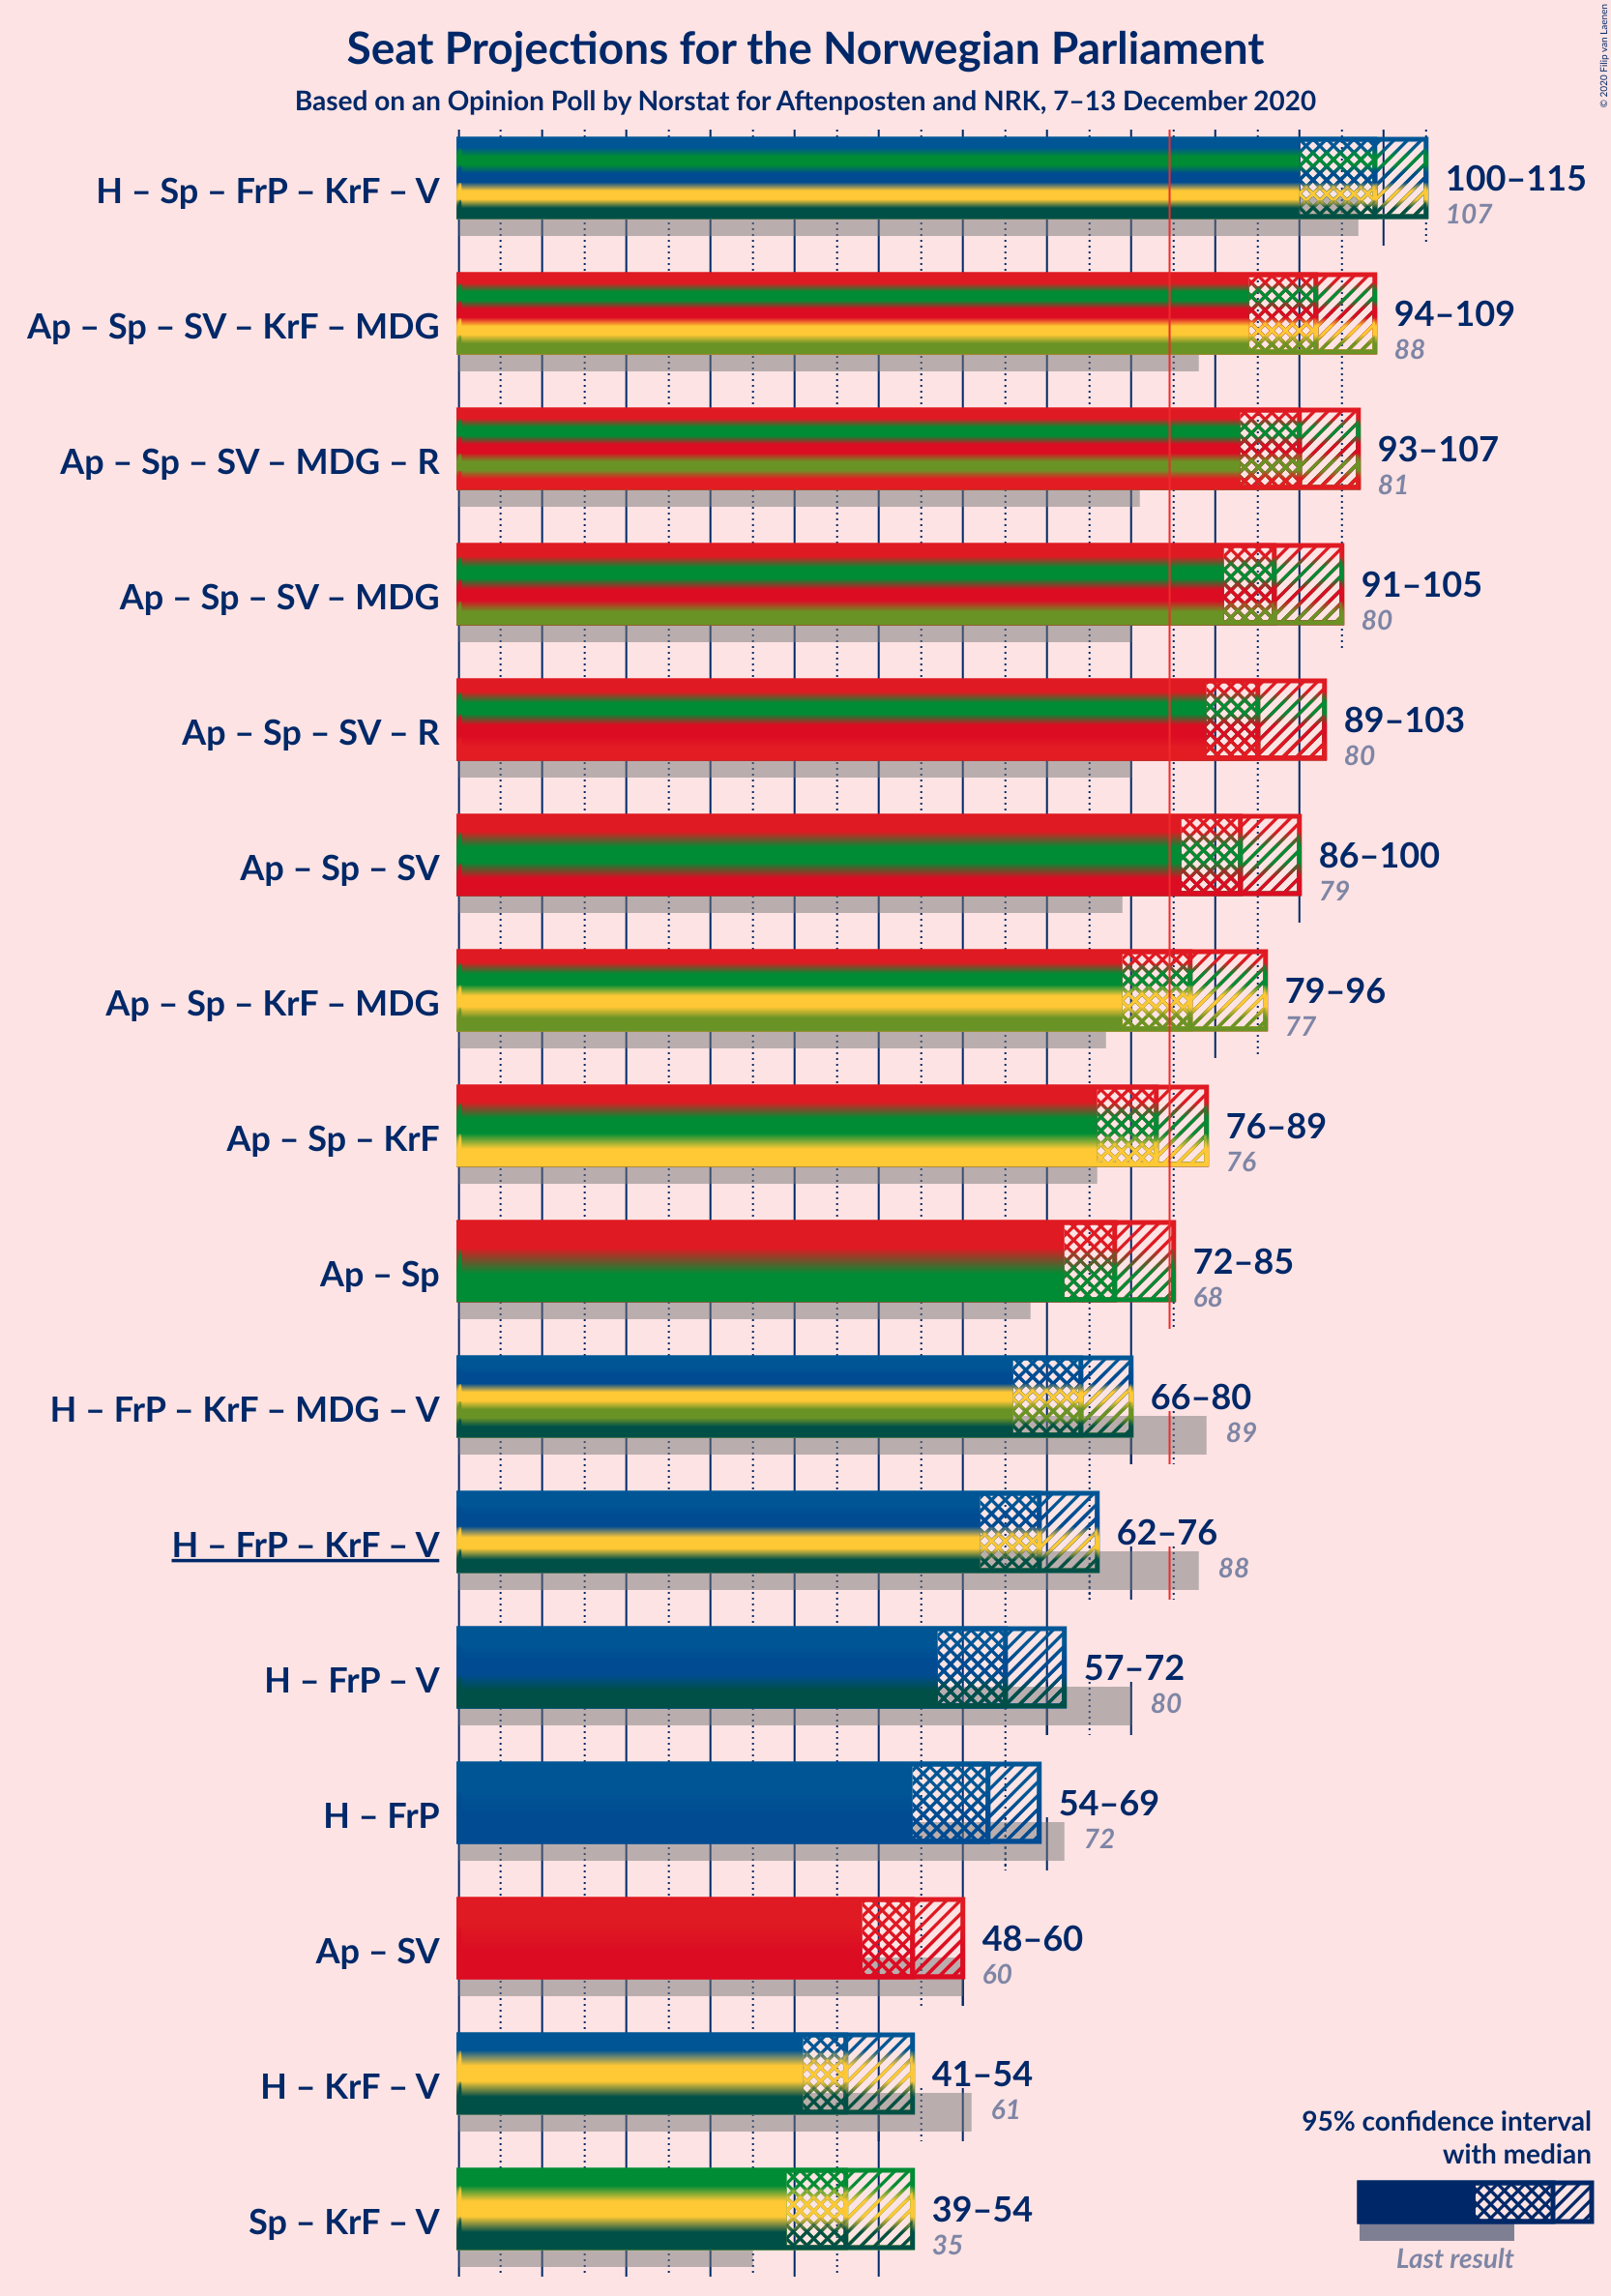 Seat Projections for the Norwegian Parliament
Based on an Opinion Poll by Norstat for Aftenposten and NRK, 7–13 December 2020
© 2020 Filip van Laenen
H – Sp – FrP – KrF – V
100–115
107
Ap – Sp – SV – KrF – MDG
94–109
88
Ap – Sp – SV – MDG – R
93–107
81
Ap – Sp – SV – MDG
91–105
80
Ap – Sp – SV – R
89–103
80
Ap – Sp – SV
86–100
79
Ap – Sp – KrF – MDG
79–96
77
Ap – Sp – KrF
76–89
76
Ap – Sp
72–85
68
H – FrP – KrF – MDG – V
66–80
89
H – FrP – KrF – V
62–76
88
H – FrP – V
57–72
80
H – FrP
54–69
72
Ap – SV
48–60
60
H – KrF – V
41–54
61
Sp – KrF – V
39–54
35
95% confidence interval
with median
Last result